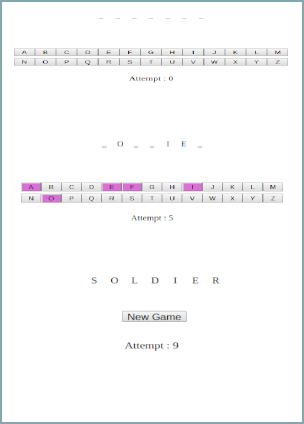 _ _ _ _ _ _ _
A B C D E F G H I J K L M
N O P Q R S T U V W X Y Z
Attempt : 0
_ O _ _ I E _
A B C D E F G H I J K L M
N O P Q R S T U V W X Y Z
Attempt : 5
S O L D I E R
New Game
Attempt : 9